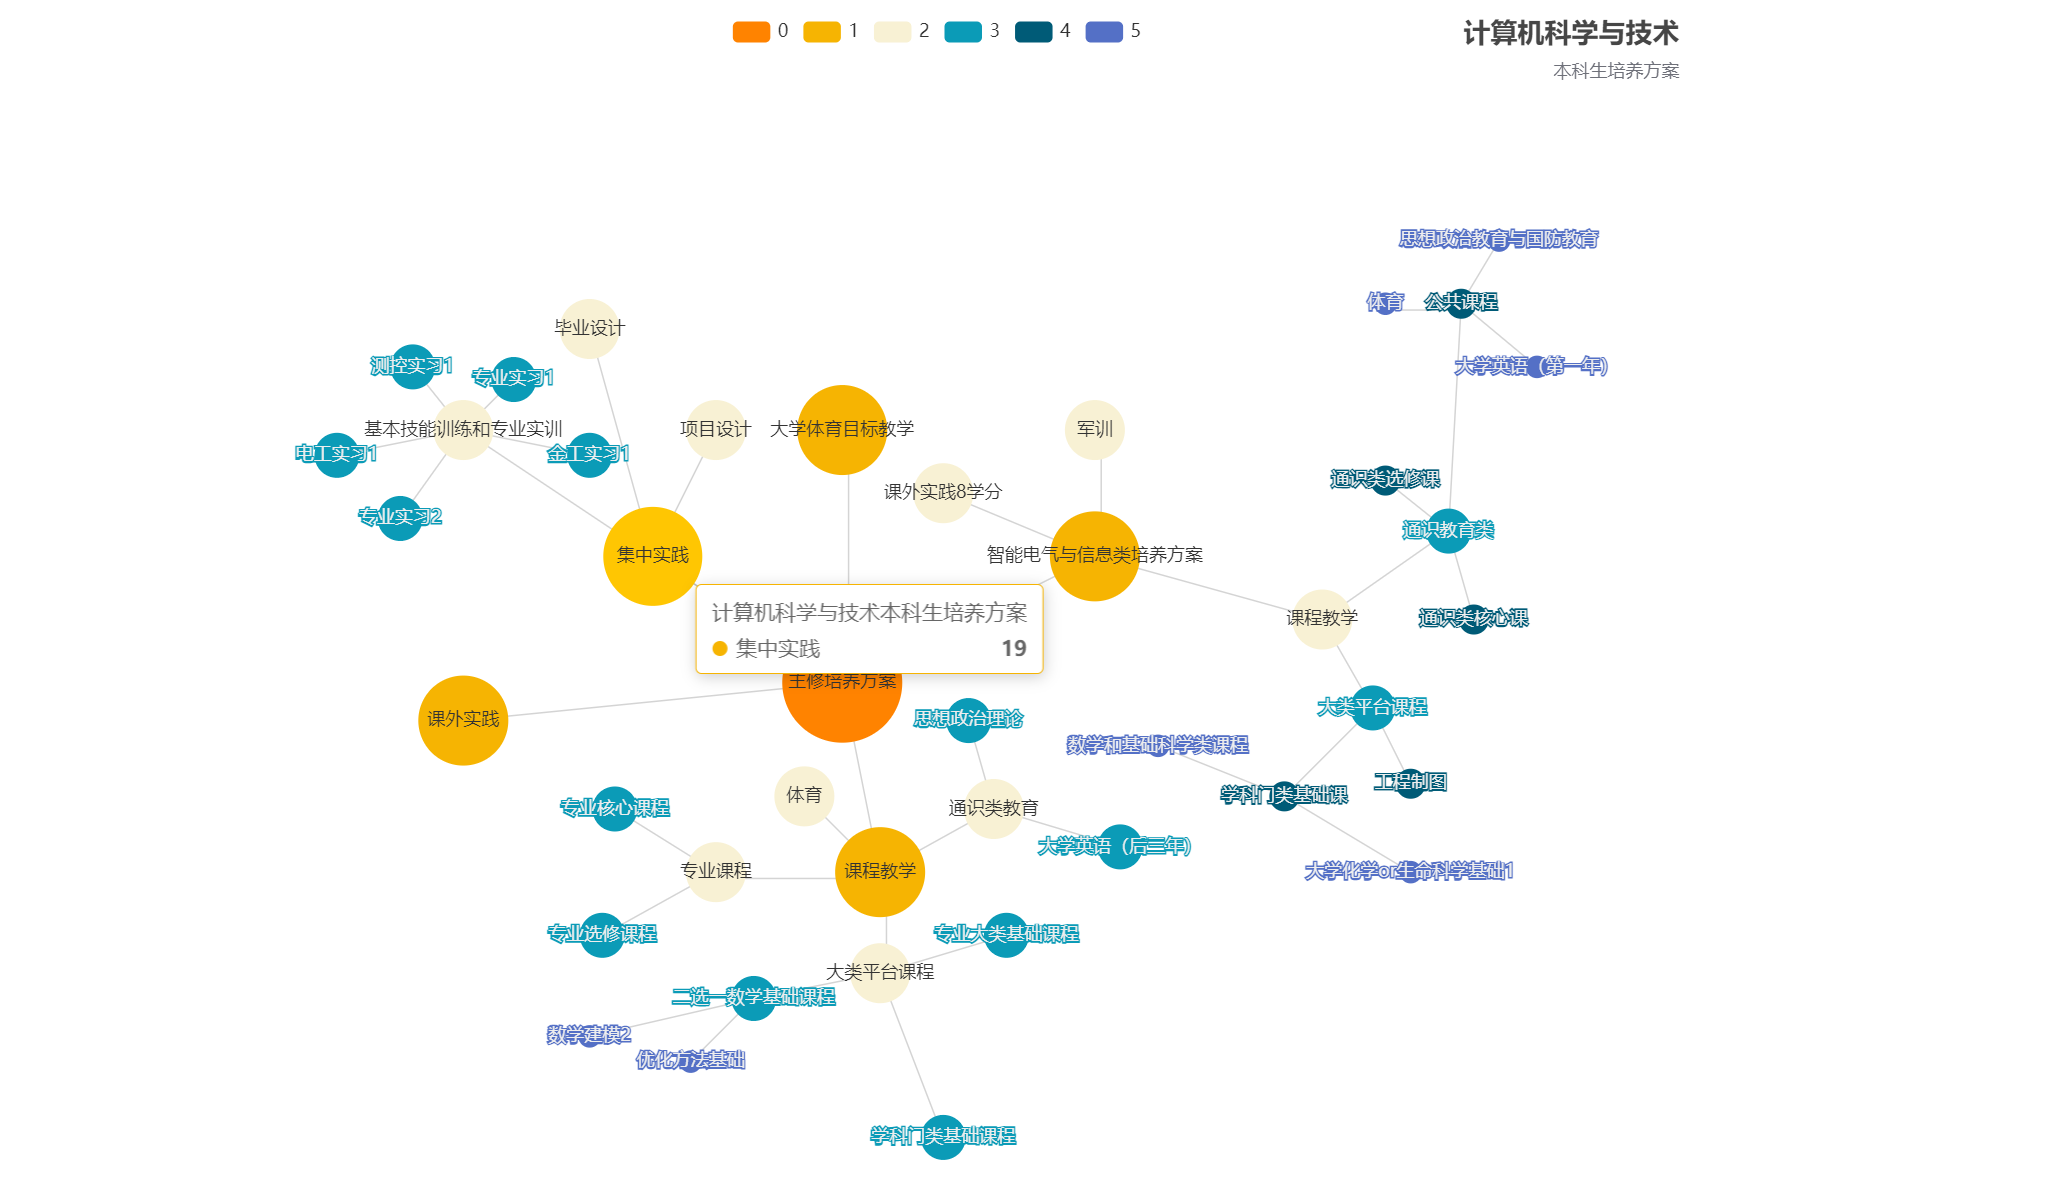 0 1 2 3 4 5
计算机科学与技术
本科生培养方案
思想政治教育与国防教育
体育
公共课程
毕业设计
测控实习1
专业实习1
大学英语（第一年）
基本技能训练和专业实训
项目设计
大学体育目标教学
军训
电工实习1
金工实习1
通识类选修课
课外实践8学分
专业实习2
通识教育类
集中实践
智能电气与信息类培养方案
计算机科学与技术本科生培养方案
集中实践 19
课程教学
通识类核心课
主修培养方案
课外实践
思想政治理论
大类平台课程
数学和基础科学类课程
工程制图
体育
学科门类基础课
专业核心课程
通识类教育
大学英语（后三年）
专业课程
课程教学
大学化学or生命科学基础1
专业选修课程
专业大类基础课程
大类平台课程
二选一数学基础课程
数学建模2
优化方法基础
学科门类基础课程